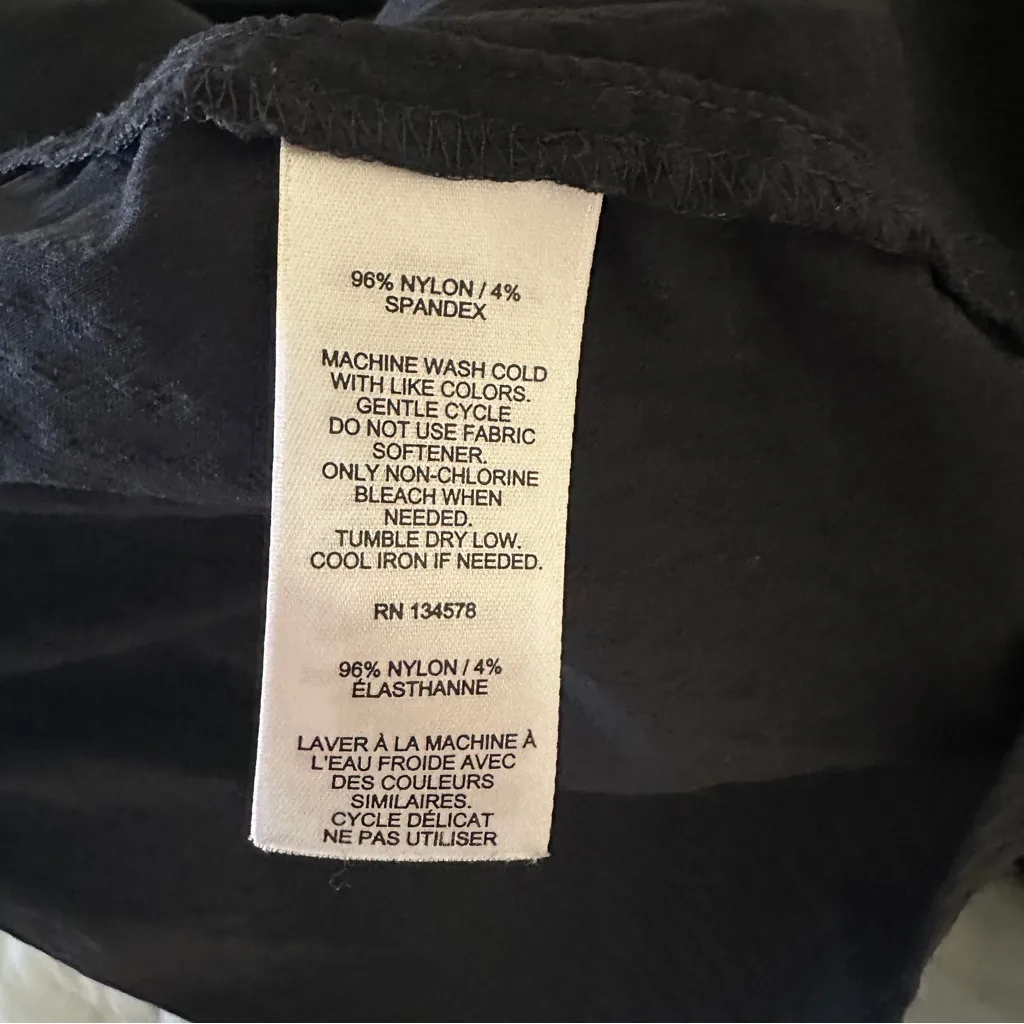 96% NYLON / 4%
SPANDEX
MACHINE WASH COLD
WITH LIKE COLORS.
GENTLE CYCLE
DO NOT USE FABRIC
SOFTENER.
ONLY NON-CHLORINE
BLEACH WHEN
NEEDED.
TUMBLE DRY LOW.
COOL IRON IF NEEDED.
RN 134578
96% NYLON / 4%
ÉLASTHANNE
LAVER À LA MACHINE À
L'EAU FROIDE AVEC
DES COULEURS
SIMILAIRES.
CYCLE DÉLICAT
NE PAS UTILISER